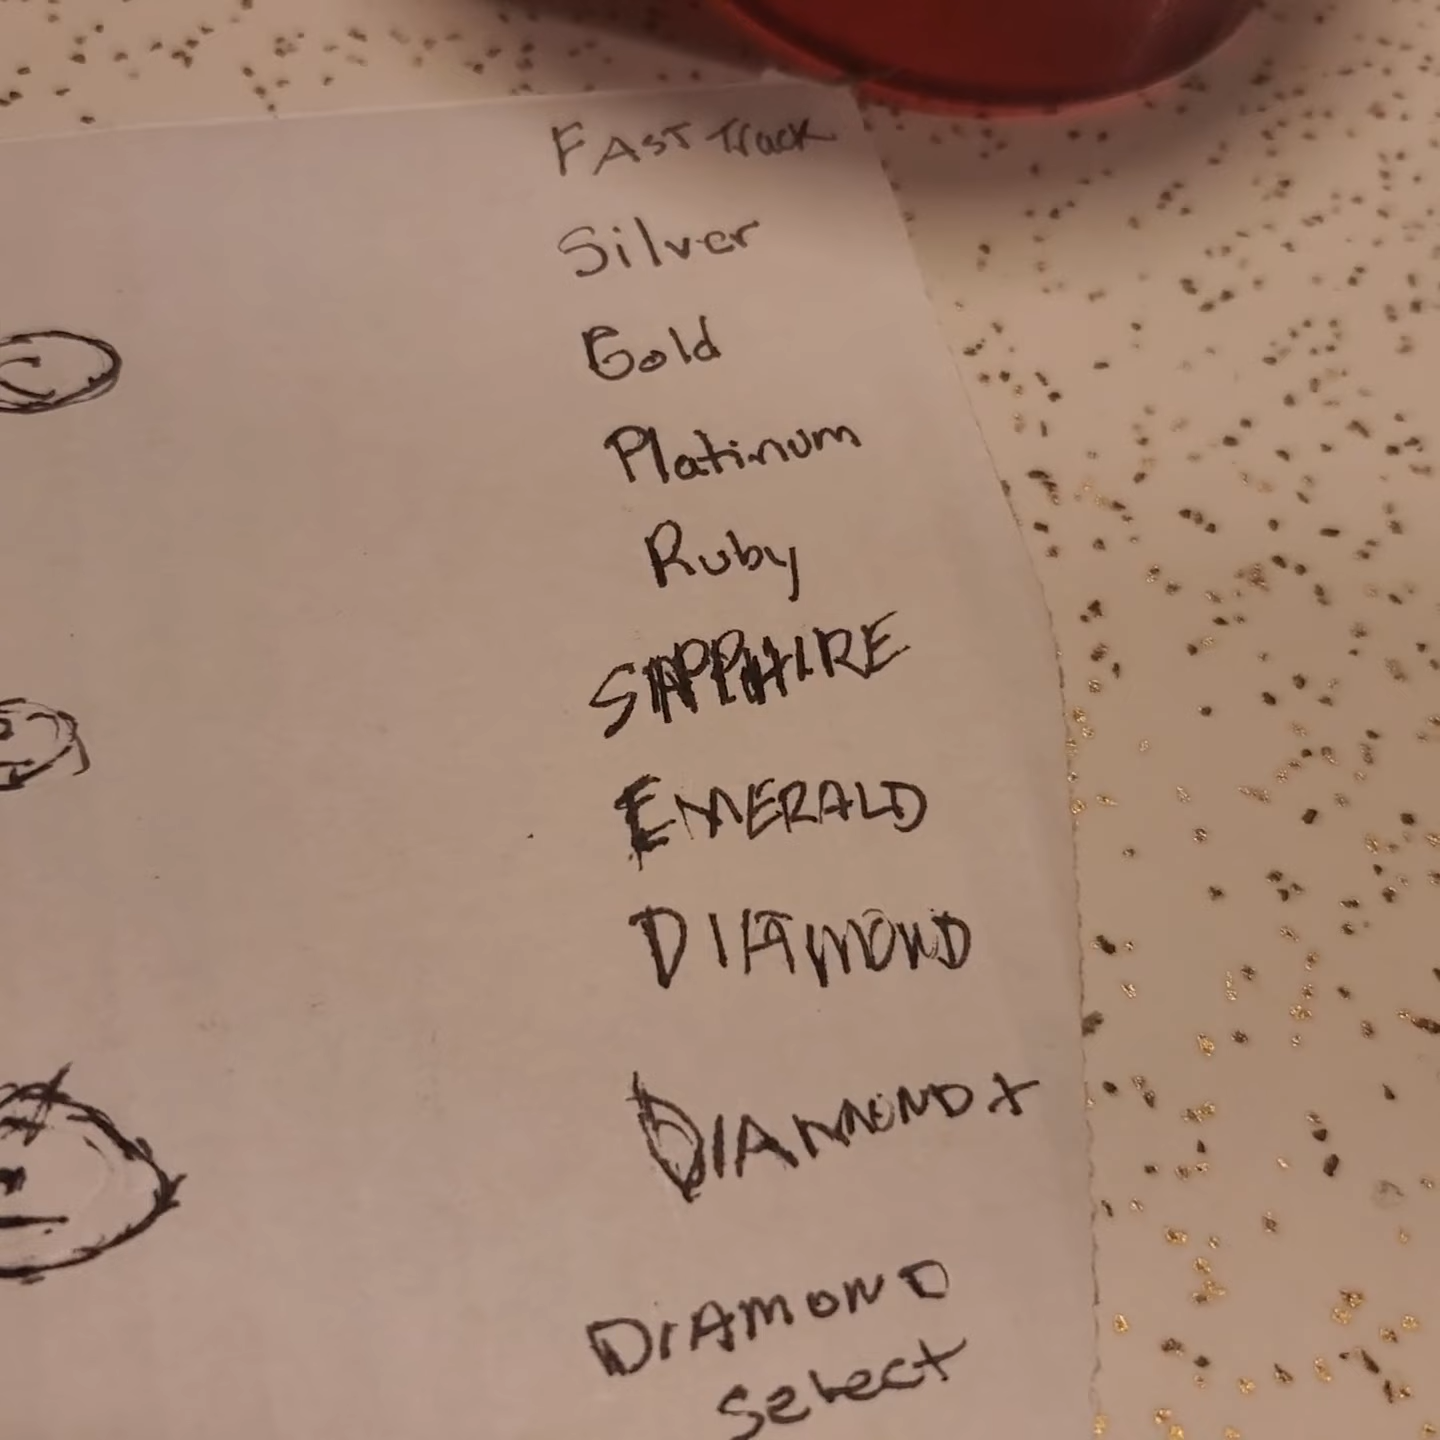 FAST Track
Silver
Gold
Platinum
Ruby
SAPPHIRE
EMERALD
DIAMOND
DIAMOND +
DIAMOND
Select